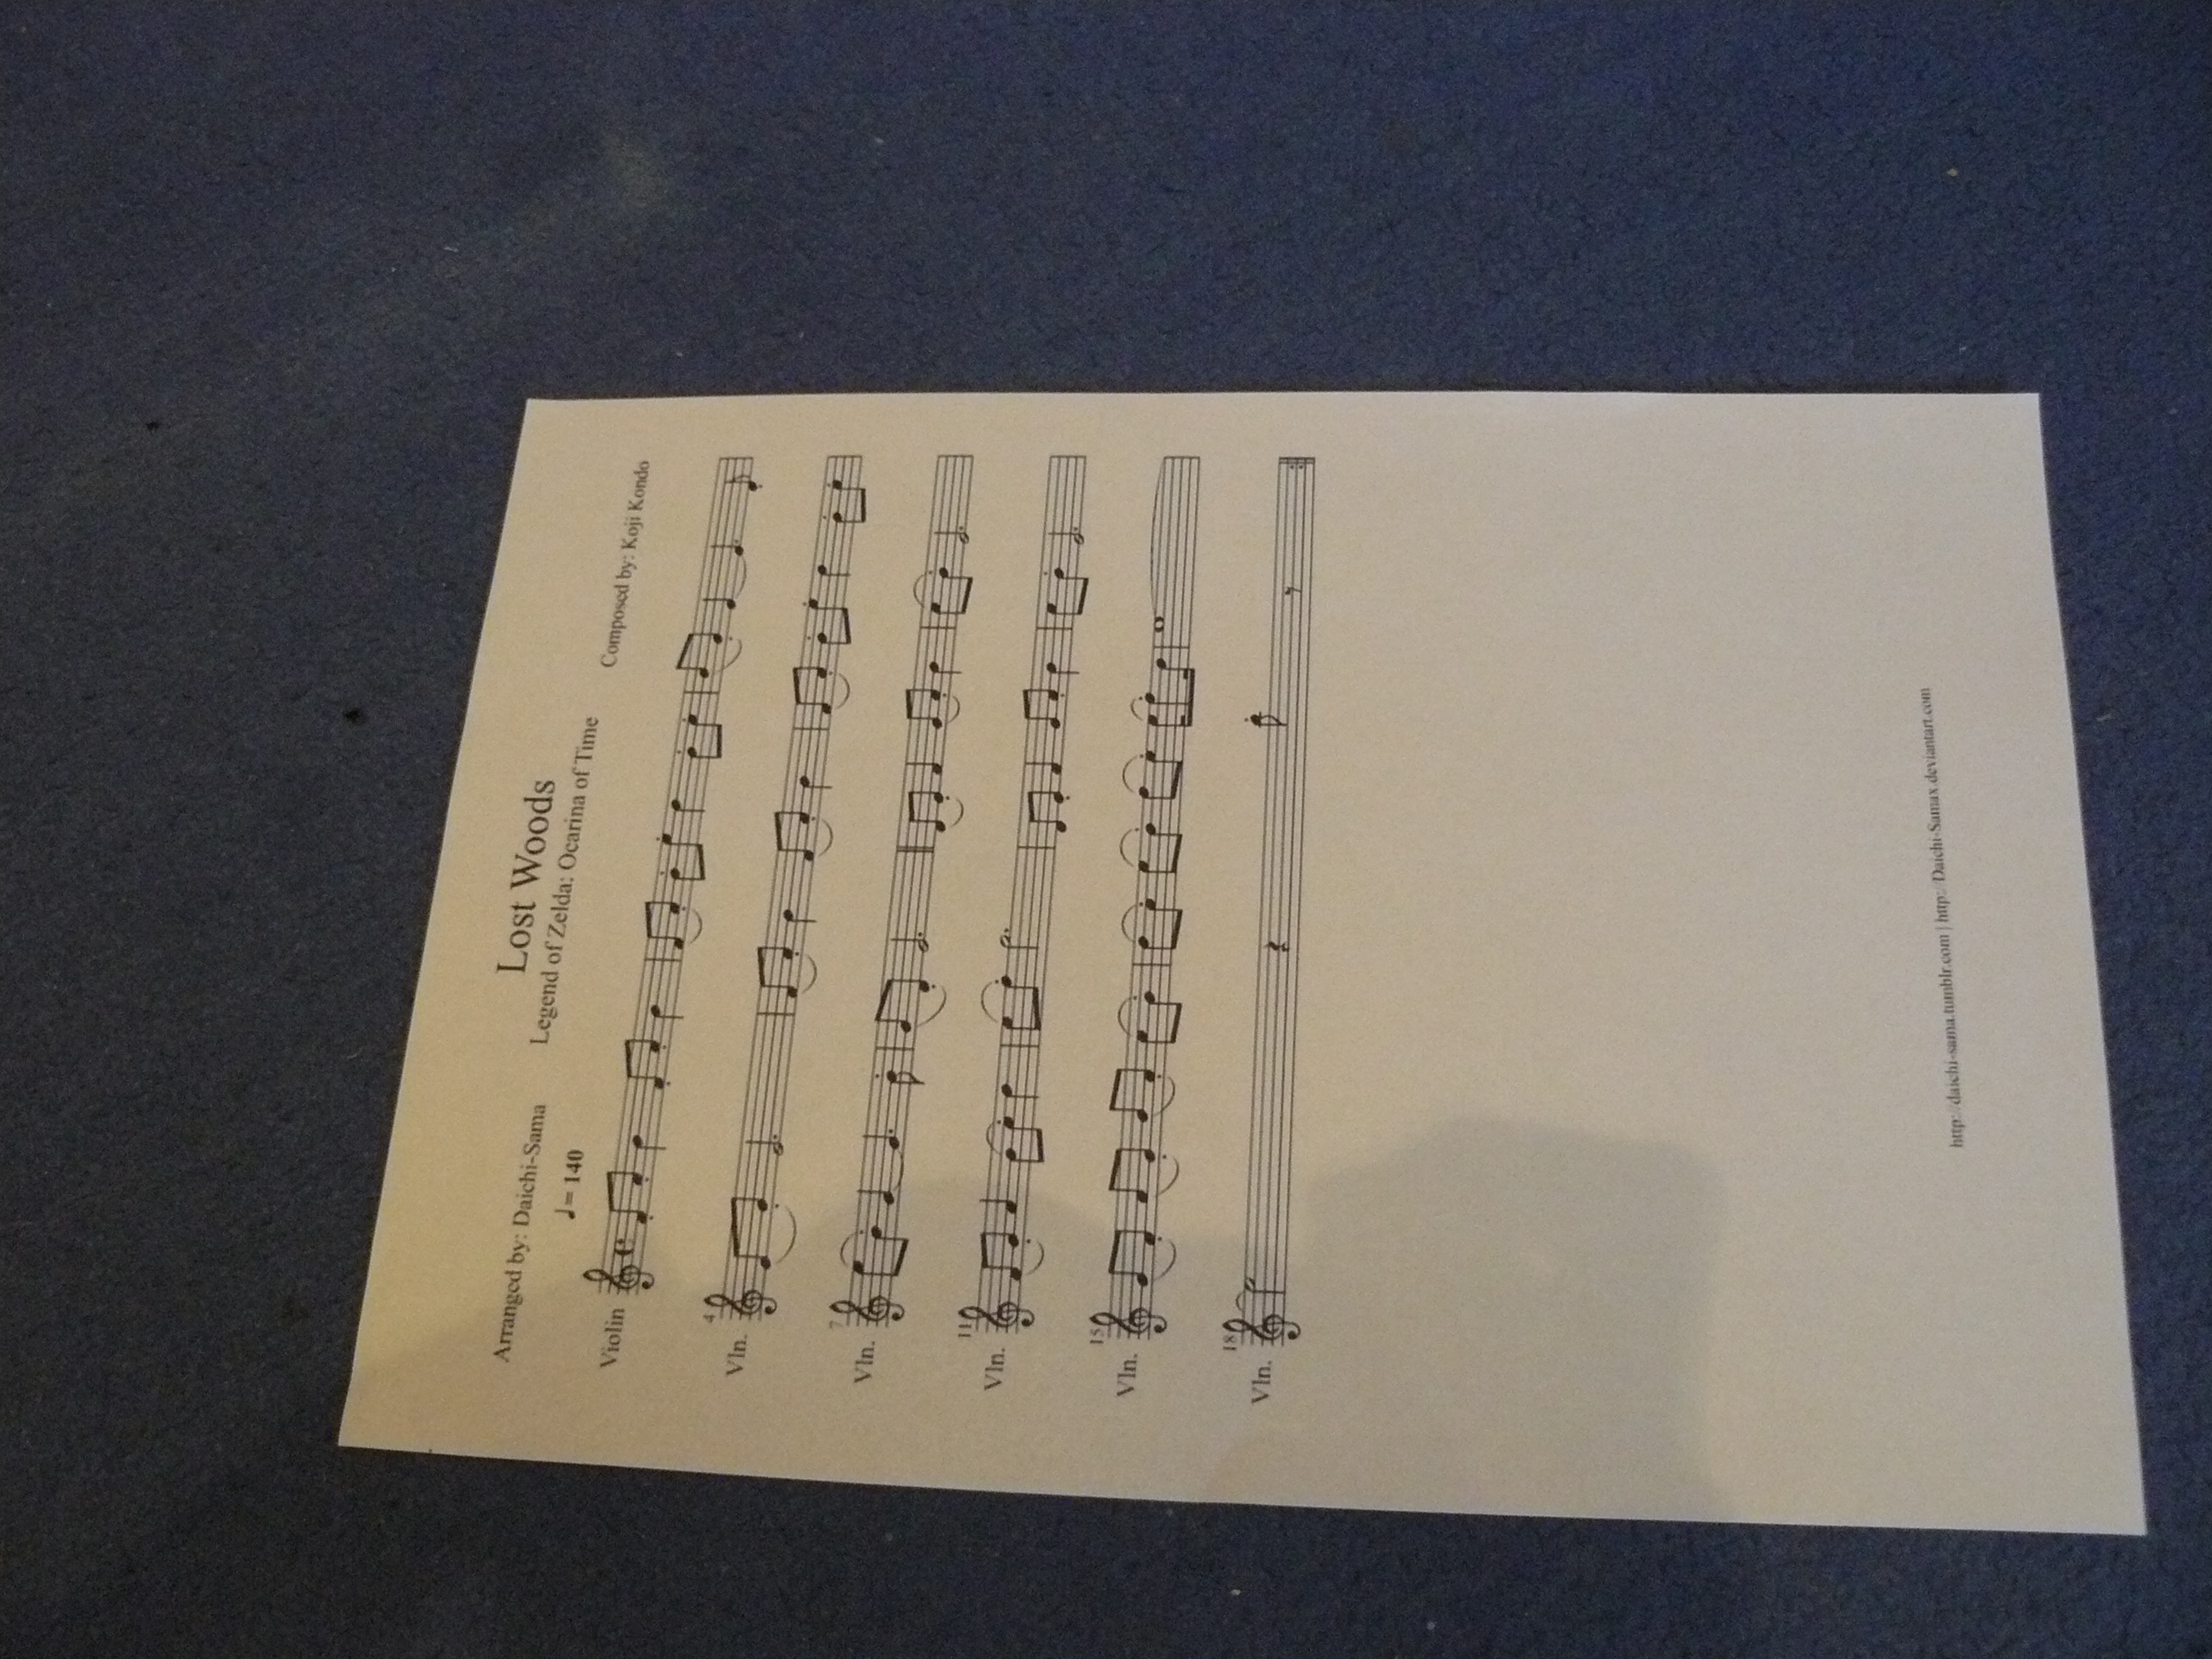 Lost Woods
Legend of Zelda: Ocarina of Time
Arranged by: Daichi-Sama
Composed by: Koji Kondo
♩ = 140
Violin
4
Vln.
7
Vln.
11
Vln.
15
Vln.
18
Vln.
http://daichi-sama.tumblr.com | http://Daichi-Samax.deviantart.com